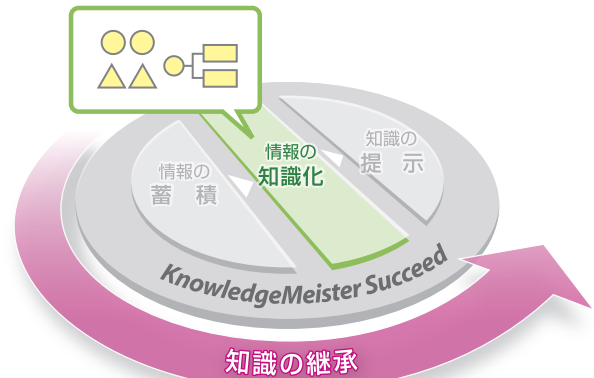 情報の
蓄 積
情報の
知識化
知識の
提 示
KnowledgeMeister Succeed
知識の継承